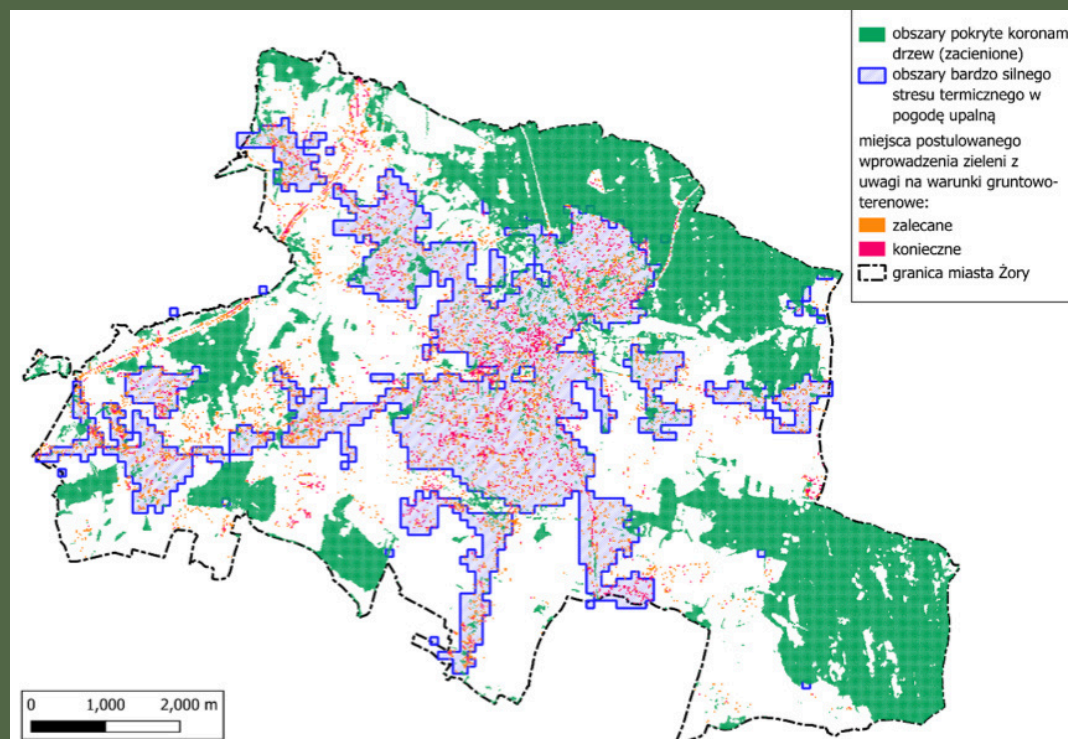 obszary pokryte koronam
drzew (zacienione)
obszary bardzo silnego
stresu termicznego w
pogodę upalną
miejsca postulowanego
wprowadzenia zieleni z
uwagi na warunki gruntowo-
terenowe:
zalecane
konieczne
granica miasta Żory
0 1,000 2,000 m